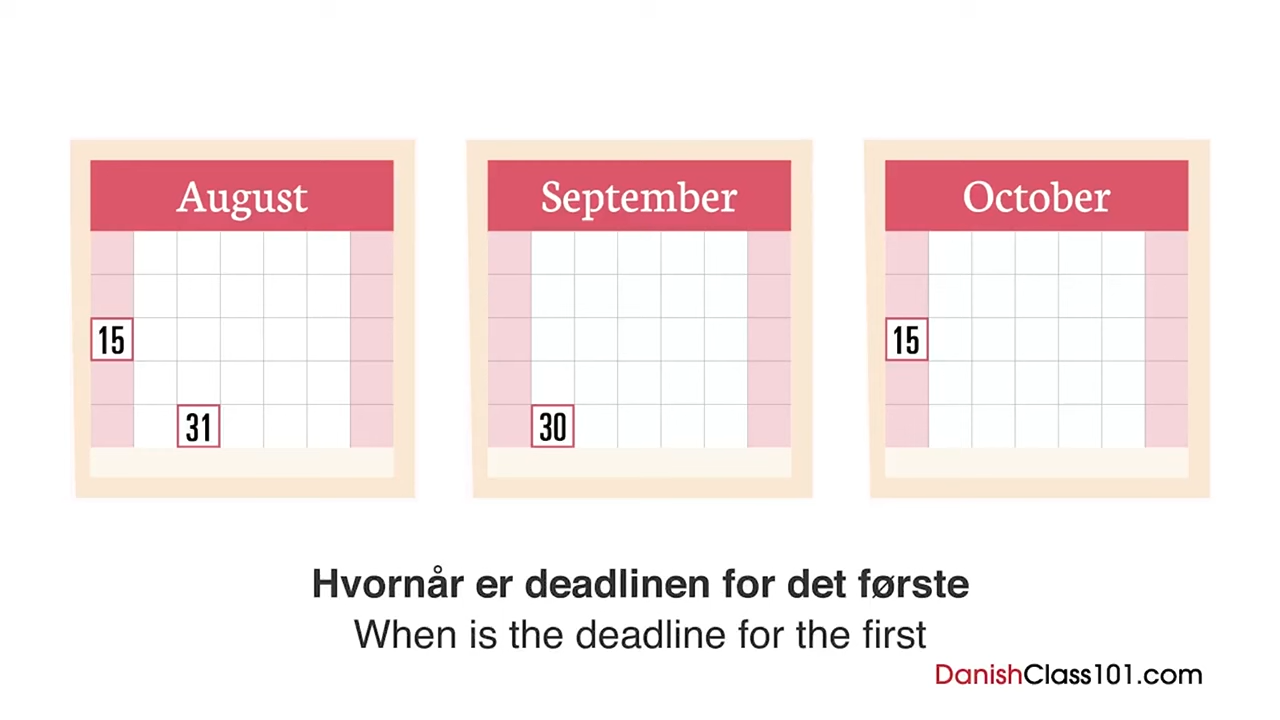 August
September
October
15
15
31
30
Hvornår er deadlinen for det første
When is the deadline for the first
DanishClass101.com